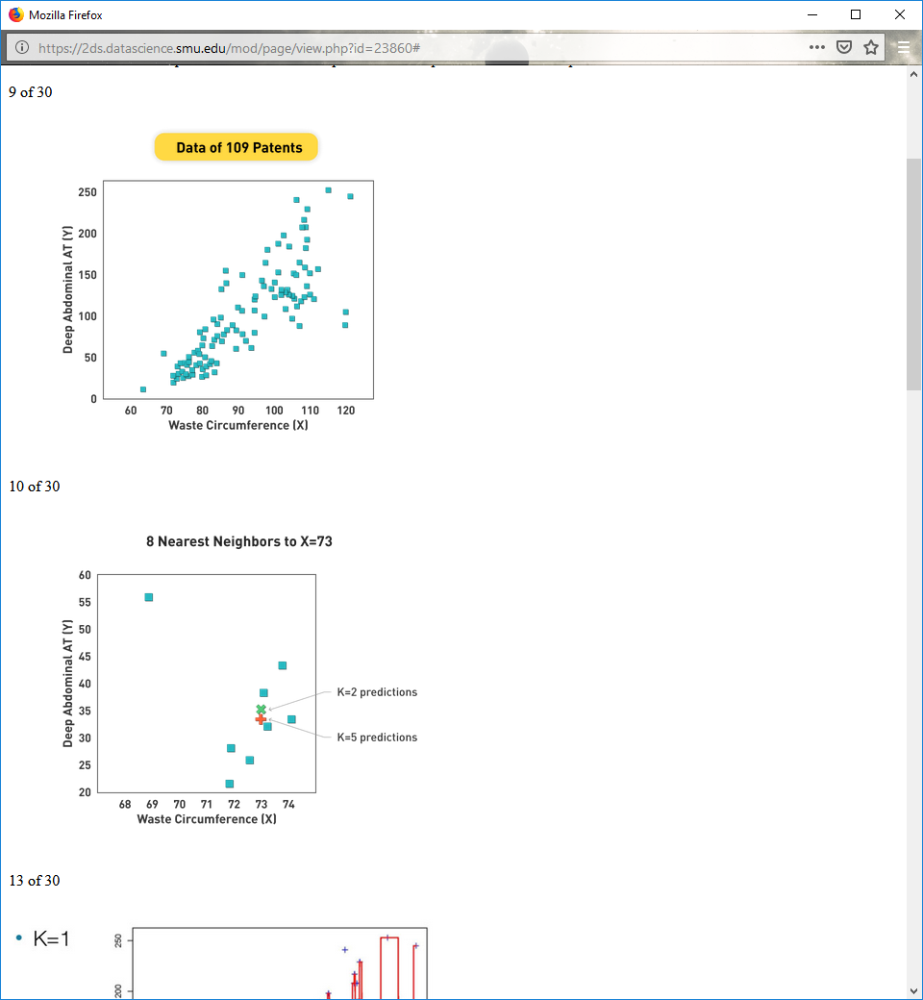 Mozilla Firefox
https://2ds.datascience.smu.edu/mod/page/view.php?id=23860#
9 of 30
Data of 109 Patents
250
200
150
100
50
0
Deep Abdominal AT (Y)
60 70 80 90 100 110 120
Waste Circumference (X)
10 of 30
8 Nearest Neighbors to X=73
60
55
50
45
40
35
30
25
20
Deep Abdominal AT (Y)
K=2 predictions
K=5 predictions
68 69 70 71 72 73 74
Waste Circumference (X)
13 of 30
• K=1
250
200